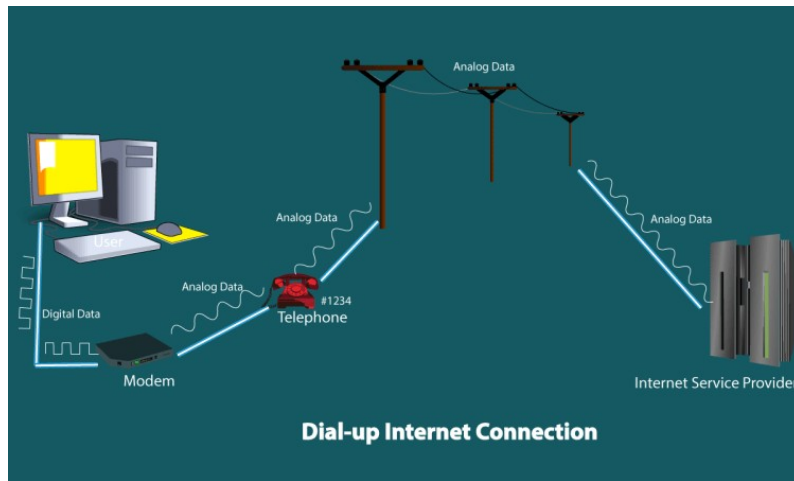 Analog Data
User
Analog Data
Analog Data
Analog Data
#1234
Digital Data
Telephone
Modem
Internet Service Provider
Dial-up Internet Connection